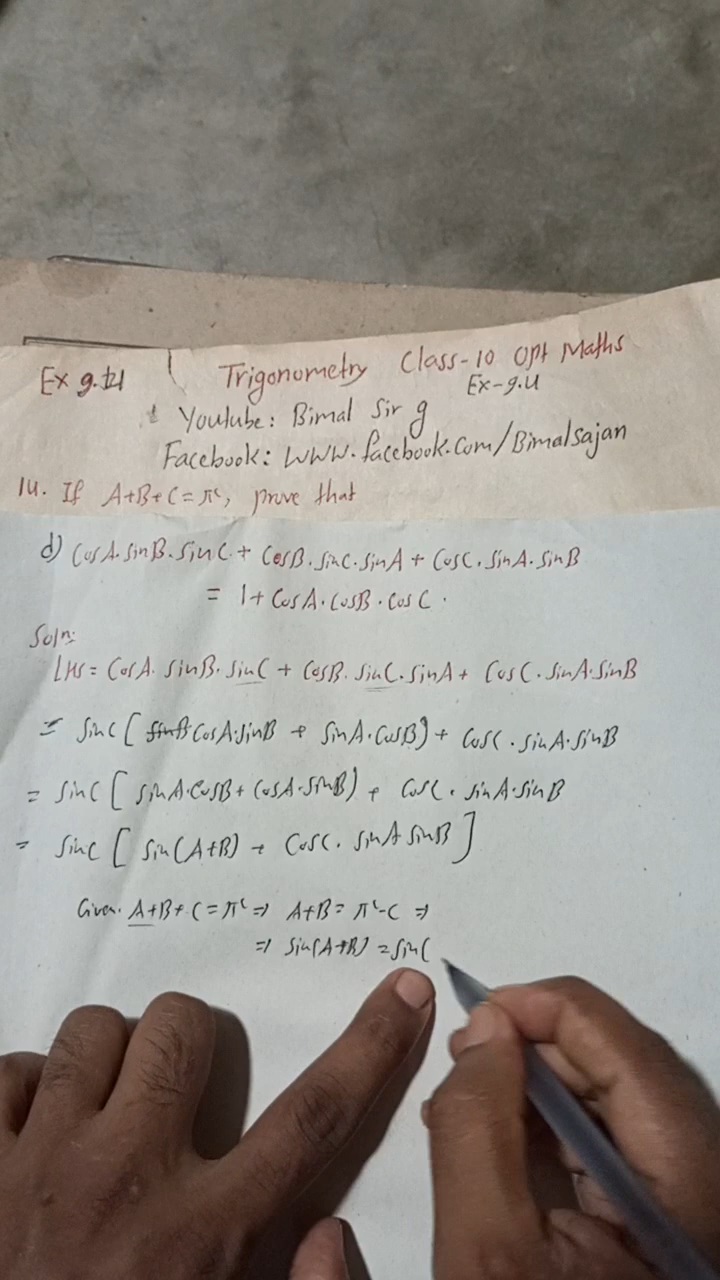 Ex 9.4 Trigonometry Class-10 Opt Maths
Ex-9.4
Youtube: Bimal Sir g
Facebook: www.facebook.com/Bimalsajan
14. If A+B+C=πᶜ, prove that
d) CosA.sinB.sinC + CosB.sinC.sinA + CosC.sinA.sinB
= 1+CosA.CosB.CosC.
Soln:
LHS = CosA.sinB.sinC + CosB.sinC.sinA + CosC.sinA.sinB
= sinC[ CosA.sinB + sinA.CosB) + CosC.sinA.sinB
= sinC[ sinA.CosB + CosA.sinB) + CosC.sinA.sinB
= sinC[ sin(A+B) + CosC.sinA sinB]
Given. A+B+C=πᶜ ⇒ A+B=πᶜ-C ⇒
⇒ sin(A+B) = sin(